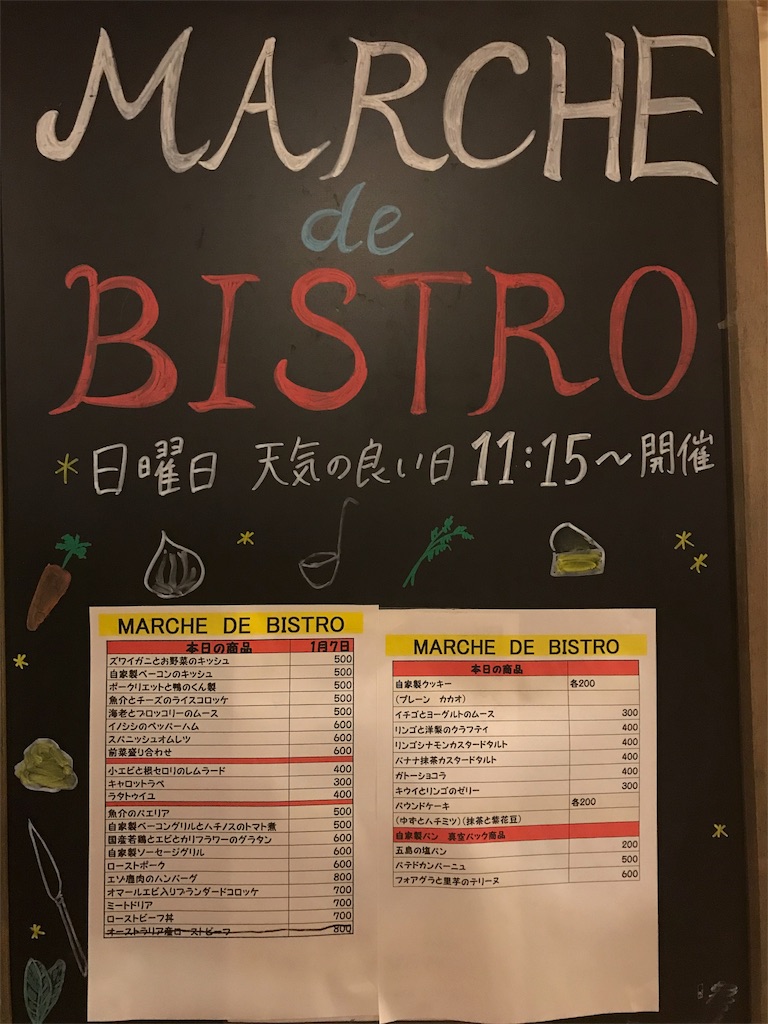 MARCHE
de
BISTRO
日曜日 天気の良い日 11:15〜開催
MARCHE DE BISTRO
本日の商品 1月7日
ズワイガニとお野菜のキッシュ 500
自家製ベーコンのキッシュ 500
ポークリエットと鴨のくん製 500
魚介とチーズのライスコロッケ 500
海老とブロッコリーのムース 500
イノシシのペッパーハム 600
スパニッシュオムレツ 600
前菜盛り合わせ 600
小エビと根セロリのレムラード 400
キャロットラペ 300
ラタトゥイユ 400
魚介のパエリア 500
自家製ベーコングリルとハチノスのトマト煮 500
国産若鶏とエビとカリフラワーのグラタン 600
自家製ソーセージグリル 600
ローストポーク 600
エゾ鹿肉のハンバーグ 800
オマールエビ入りブランダードコロッケ 700
ミートドリア 700
ローストビーフ丼 700
オーストラリア産ローストビーフ 800
MARCHE DE BISTRO
本日の商品
自家製クッキー 各200
(プレーン カカオ)
イチゴとヨーグルトのムース 300
リンゴと洋梨のクラフティ 400
リンゴシナモンカスタードタルト 400
バナナ抹茶カスタードタルト 400
ガトーショコラ 400
キウイとリンゴのゼリー 300
パウンドケーキ 各200
(ゆずとハチミツ)(抹茶と紫花豆)
自家製パン 真空パック商品
五島の塩パン 200
パテドカンパーニュ 500
フォアグラと里芋のテリーヌ 600